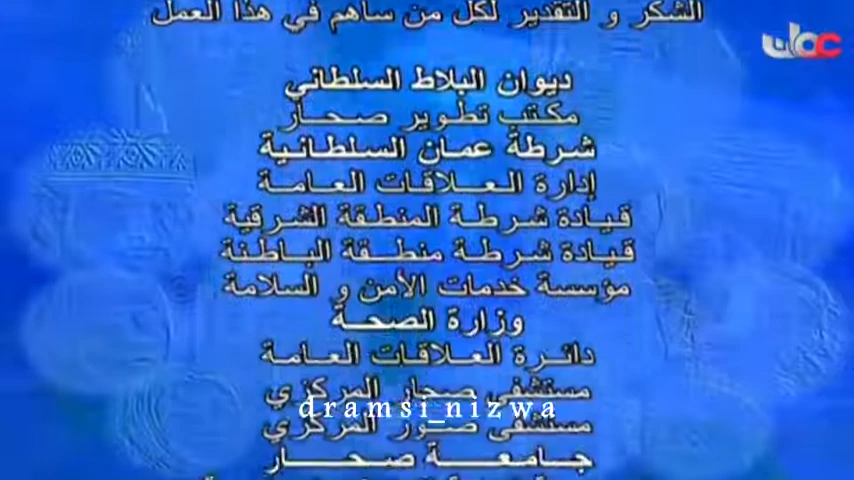 الشكر و التقدير لكل من ساهم في هذا العمل
عمان
ديوان البلاط السلطاني
مكتب تطوير صحار
شرطة عمان السلطانية
إدارة العلاقات العامة
قيادة شرطة المنطقة الشرقية
قيادة شرطة منطقة الباطنة
مؤسسة خدمات الأمن و السلامة
وزارة الصحة
دائرة العلاقات العامة
مستشفى صحار المركزي
dramsi_nizwa
مستشفى صور المركزي
جامعة صحار